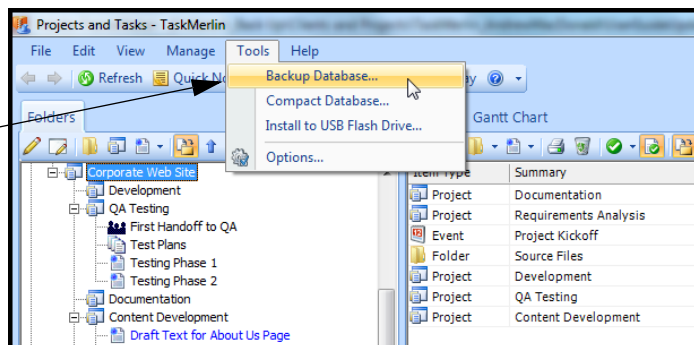 Projects and Tasks - TaskMerlin
File Edit View Manage Tools Help
Refresh Quick No
Backup Database...
ay
Compact Database...
Install to USB Flash Drive...
Options...
Folders
Gantt Chart
Corporate Web Site
Development
QA Testing
First Handoff to QA
Test Plans
Testing Phase 1
Testing Phase 2
Documentation
Content Development
Draft Text for About Us Page
Item Type Summary
Project Documentation
Project Requirements Analysis
Event Project Kickoff
Folder Source Files
Project Development
Project QA Testing
Project Content Development